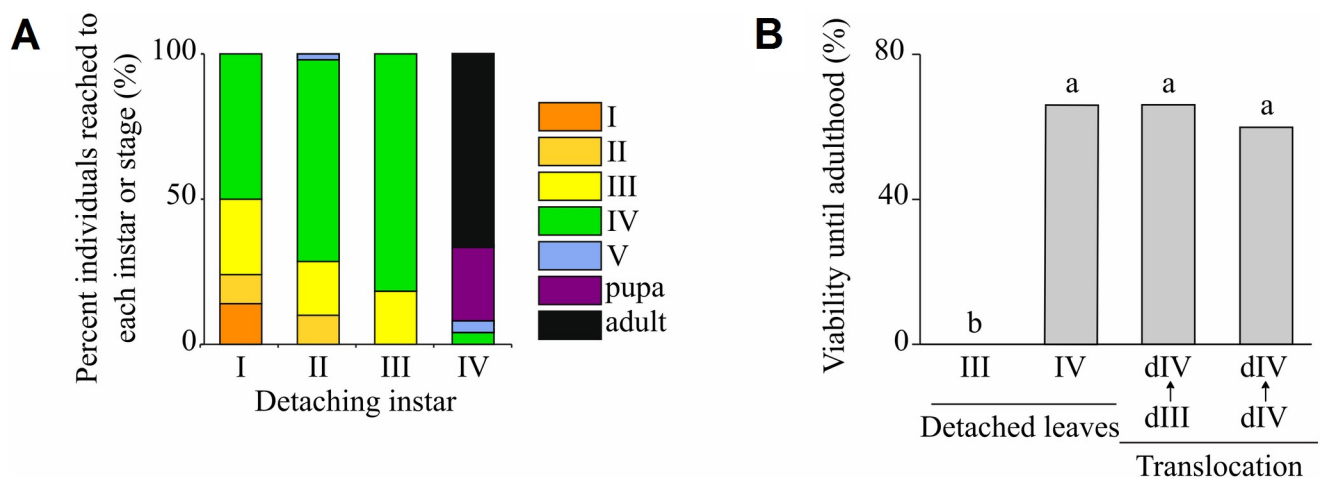 A
Percent individuals reached to
each instar or stage (%)
100
50
0
I
II
III
IV
Detaching instar
I
II
III
IV
V
pupa
adult
B
Viability until adulthood (%)
80
40
0
b
a
a
a
III
IV
dIV
dIV
dIII
dIV
Detached leaves
Translocation